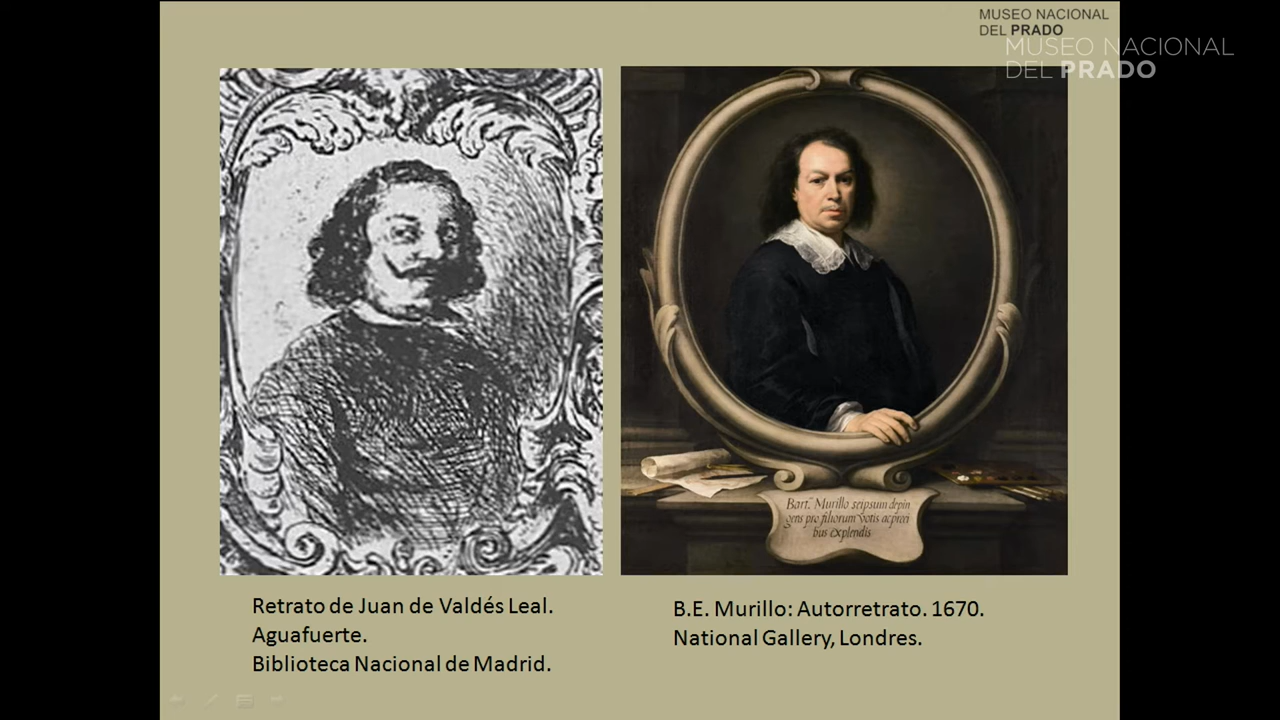 MUSEO NACIONAL
DEL PRADO
MUSEO NACIONAL
DEL PRADO
Bart.™ Murillo seipsum depin
gens pro filiorum votis acpreci
bus explendis
Retrato de Juan de Valdés Leal.
Aguafuerte.
Biblioteca Nacional de Madrid.
B.E. Murillo: Autorretrato. 1670.
National Gallery, Londres.